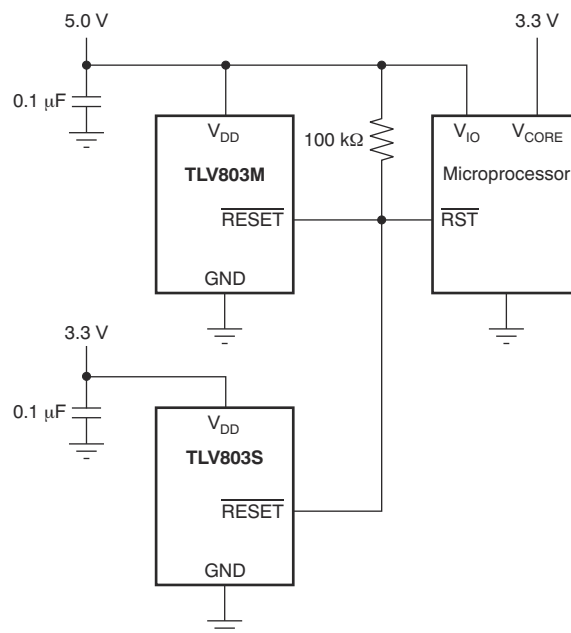 5.0 V
3.3 V
0.1 μF
V_DD
100 kΩ
V_IO V_CORE
TLV803M
Microprocessor
RESET
RST
GND
3.3 V
0.1 μF
V_DD
TLV803S
RESET
GND